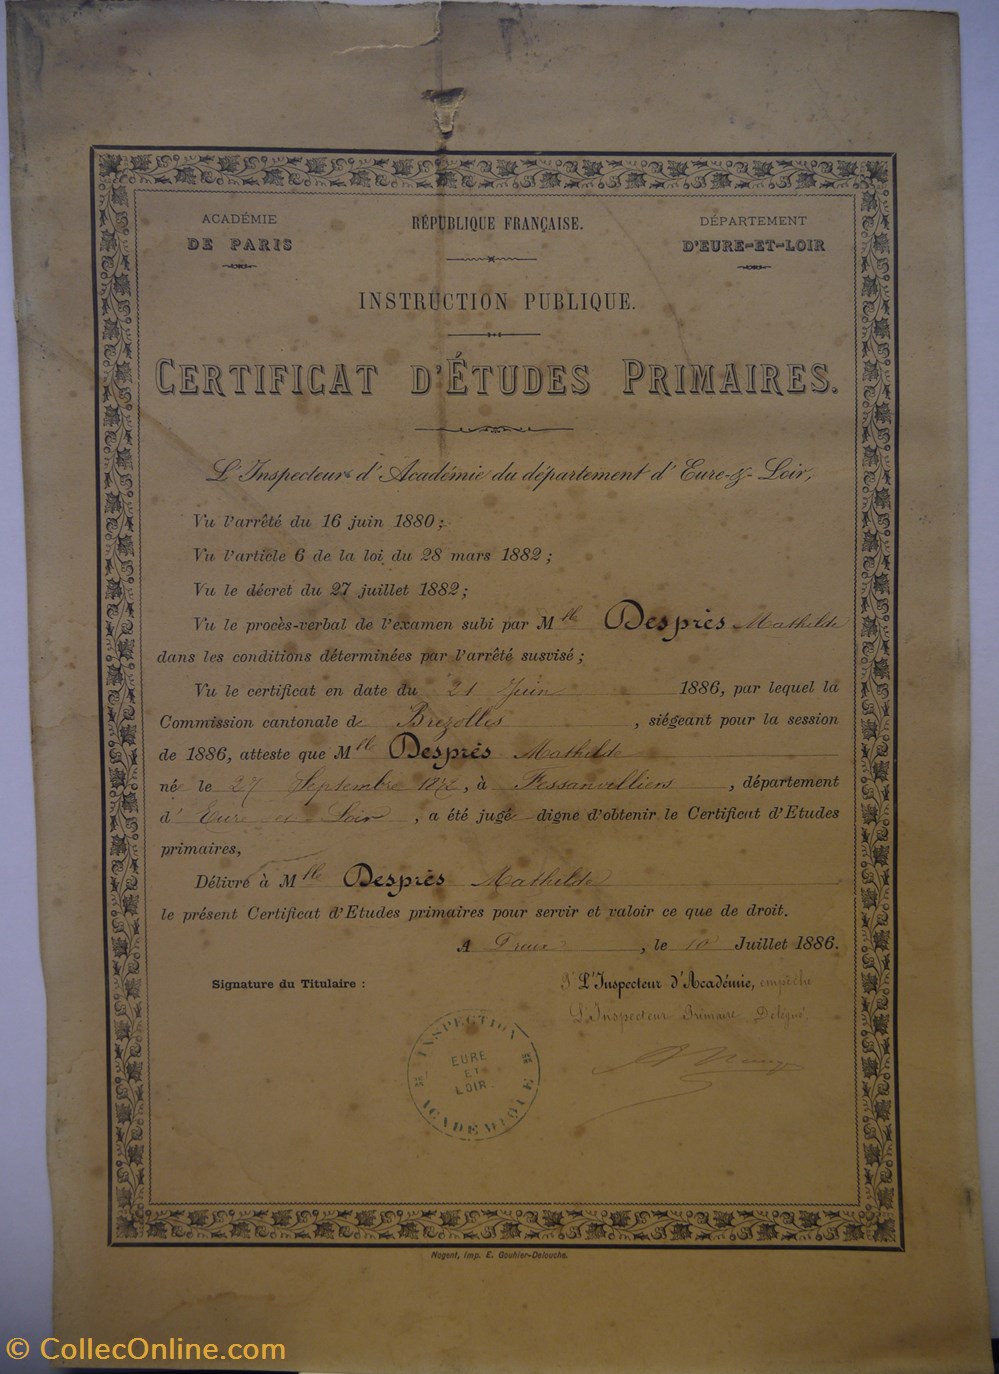 ACADÉMIE
DE PARIS
RÉPUBLIQUE FRANÇAISE.
DÉPARTEMENT
D'EURE-ET-LOIR
INSTRUCTION PUBLIQUE.
CERTIFICAT D'ÉTUDES PRIMAIRES.
L'Inspecteur d'Académie du département d'Eure-&-Loir,
Vu l'arrêté du 16 juin 1880;
Vu l'article 6 de la loi du 28 mars 1882;
Vu le décret du 27 juillet 1882;
Vu le procès-verbal de l'examen subi par Mlle Desprès Mathilde
dans les conditions déterminées par l'arrêté susvisé;
Vu le certificat en date du 21 Juin 1886, par lequel la
Commission cantonale de Brezolles, siégeant pour la session
de 1886, atteste que Mlle Desprès Mathilde
né le 27 Septembre, à Fessanvilliers, département
d'Eure et Loir, a été jugé digne d'obtenir le Certificat d'Etudes
primaires,
Délivré à Mlle Desprès Mathilde
le présent Certificat d'Etudes primaires pour servir et valoir ce que de droit.
A Dreux, le 10 Juillet 1886.
Signature du Titulaire :
L'Inspecteur d'Académie, empêché
L'Inspecteur Primaire Délégué,
INSPECTION
EURE
ET
LOIR
ACADÉMIQUE
Nogent, Imp. E. Gouhier-Delouche.
© CollecOnline.com